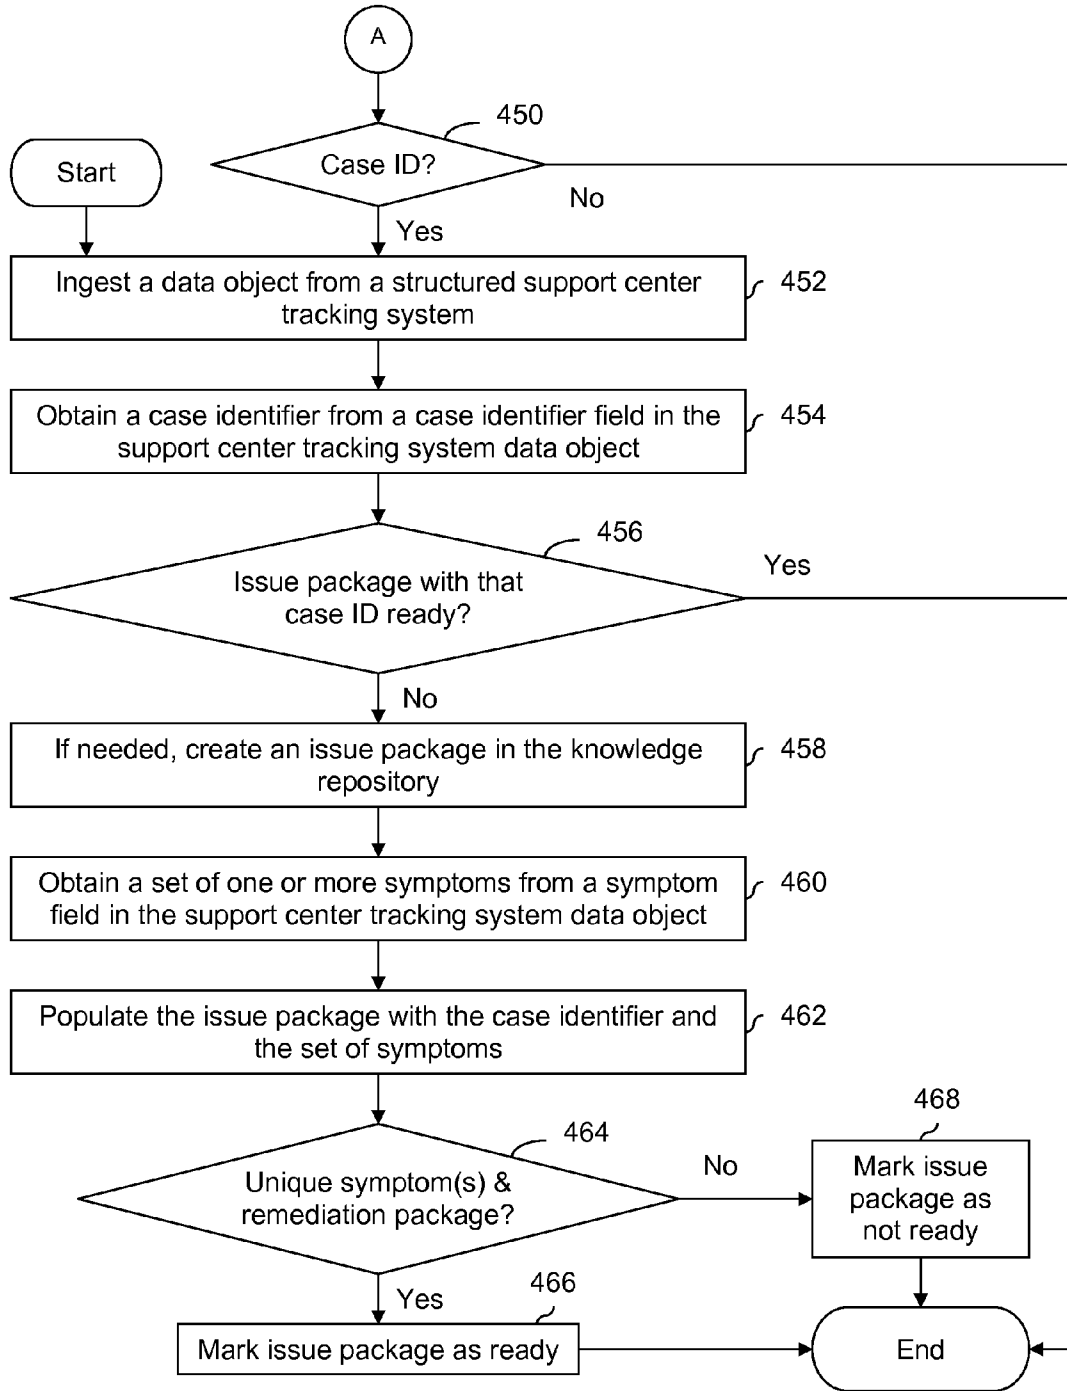 A
450
Case ID?
Start
No
Yes
Ingest a data object from a structured support center
tracking system
452
Obtain a case identifier from a case identifier field in the
support center tracking system data object
454
456
Issue package with that
case ID ready?
Yes
No
If needed, create an issue package in the knowledge
repository
458
Obtain a set of one or more symptoms from a symptom
field in the support center tracking system data object
460
Populate the issue package with the case identifier and
the set of symptoms
462
464
Unique symptom(s) &
remediation package?
No
468
Mark issue
package as
not ready
Yes
466
Mark issue package as ready
End